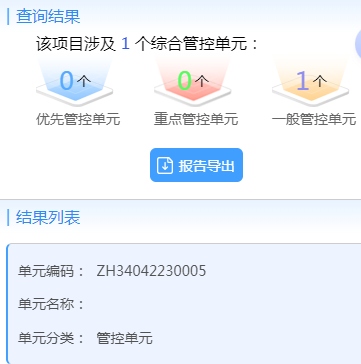 查询结果
该项目涉及 1 个综合管控单元：
0个 0个 1个
优先管控单元 重点管控单元 一般管控单元
报告导出
结果列表
单元编码： ZH34042230005
单元名称：
单元分类： 管控单元